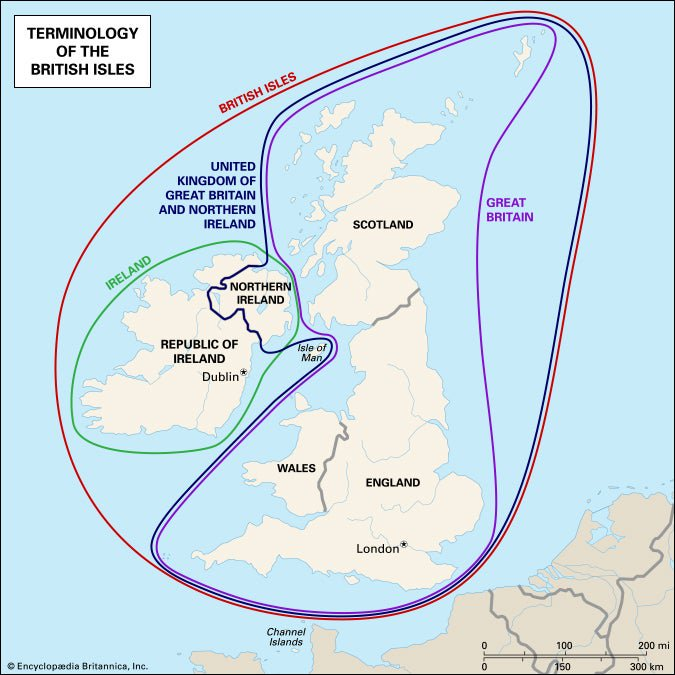 TERMINOLOGY
OF THE
BRITISH ISLES
BRITISH ISLES
UNITED
KINGDOM OF
GREAT BRITAIN
AND NORTHERN
IRELAND
GREAT
BRITAIN
SCOTLAND
IRELAND
NORTHERN
IRELAND
REPUBLIC OF
IRELAND
Dublin
Isle of
Man
WALES
ENGLAND
London
Channel
Islands
0 100 200 mi
0 150 300 km
© Encyclopædia Britannica, Inc.